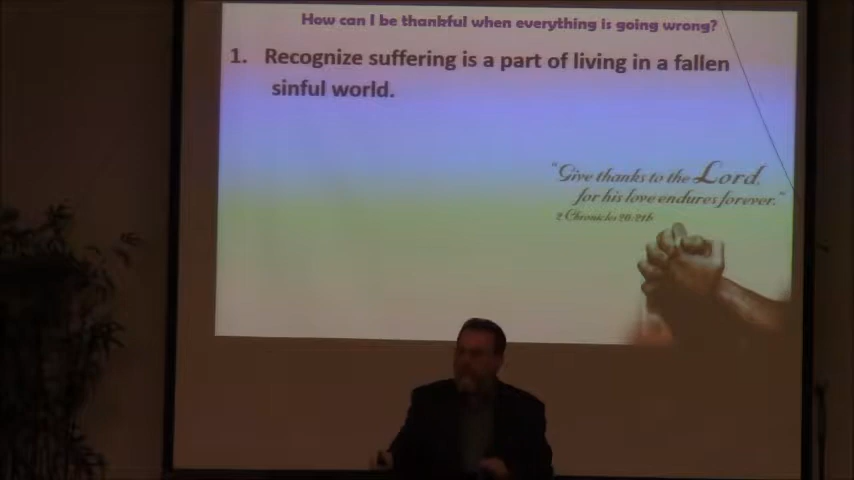 How can I be thankful when everything is going wrong?
1. Recognize suffering is a part of living in a fallen
sinful world.
"Give thanks to the Lord,
for his love endures forever."
2 Chronicles 20:21b